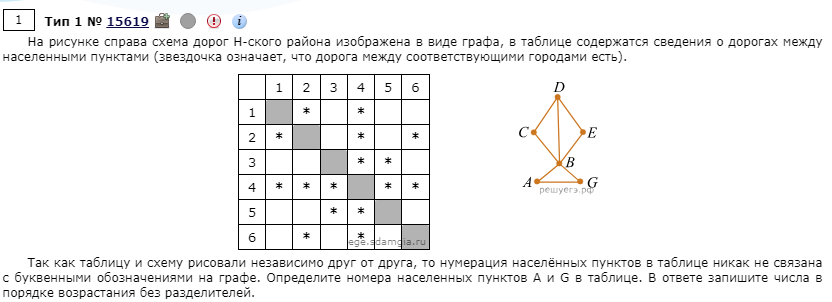 1 Тип 1 № 15619 i
На рисунке справа схема дорог Н-ского района изображена в виде графа, в таблице содержатся сведения о дорогах между
населенными пунктами (звездочка означает, что дорога между соответствующими городами есть).
1 2 3 4 5 6
1 * *
2 * * *
3 * *
4 * * * * *
5 * *
6 * *
ege.sdamgia.ru
D
C E
B
A G
решуегэ.рф
Так как таблицу и схему рисовали независимо друг от друга, то нумерация населённых пунктов в таблице никак не связана
с буквенными обозначениями на графе. Определите номера населенных пунктов A и G в таблице. В ответе запишите числа в
порядке возрастания без разделителей.